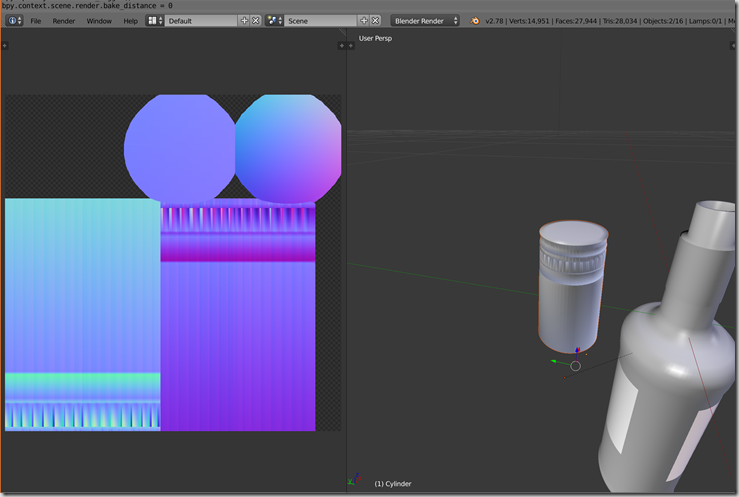 bpy.context.scene.render.bake_distance = 0
File Render Window Help Default Scene Blender Render v2.78 | Verts:14,951 | Faces:27,944 | Tris:28,034 | Objects:2/16 | Lamps:0/1 |
User Persp
(1) Cylinder